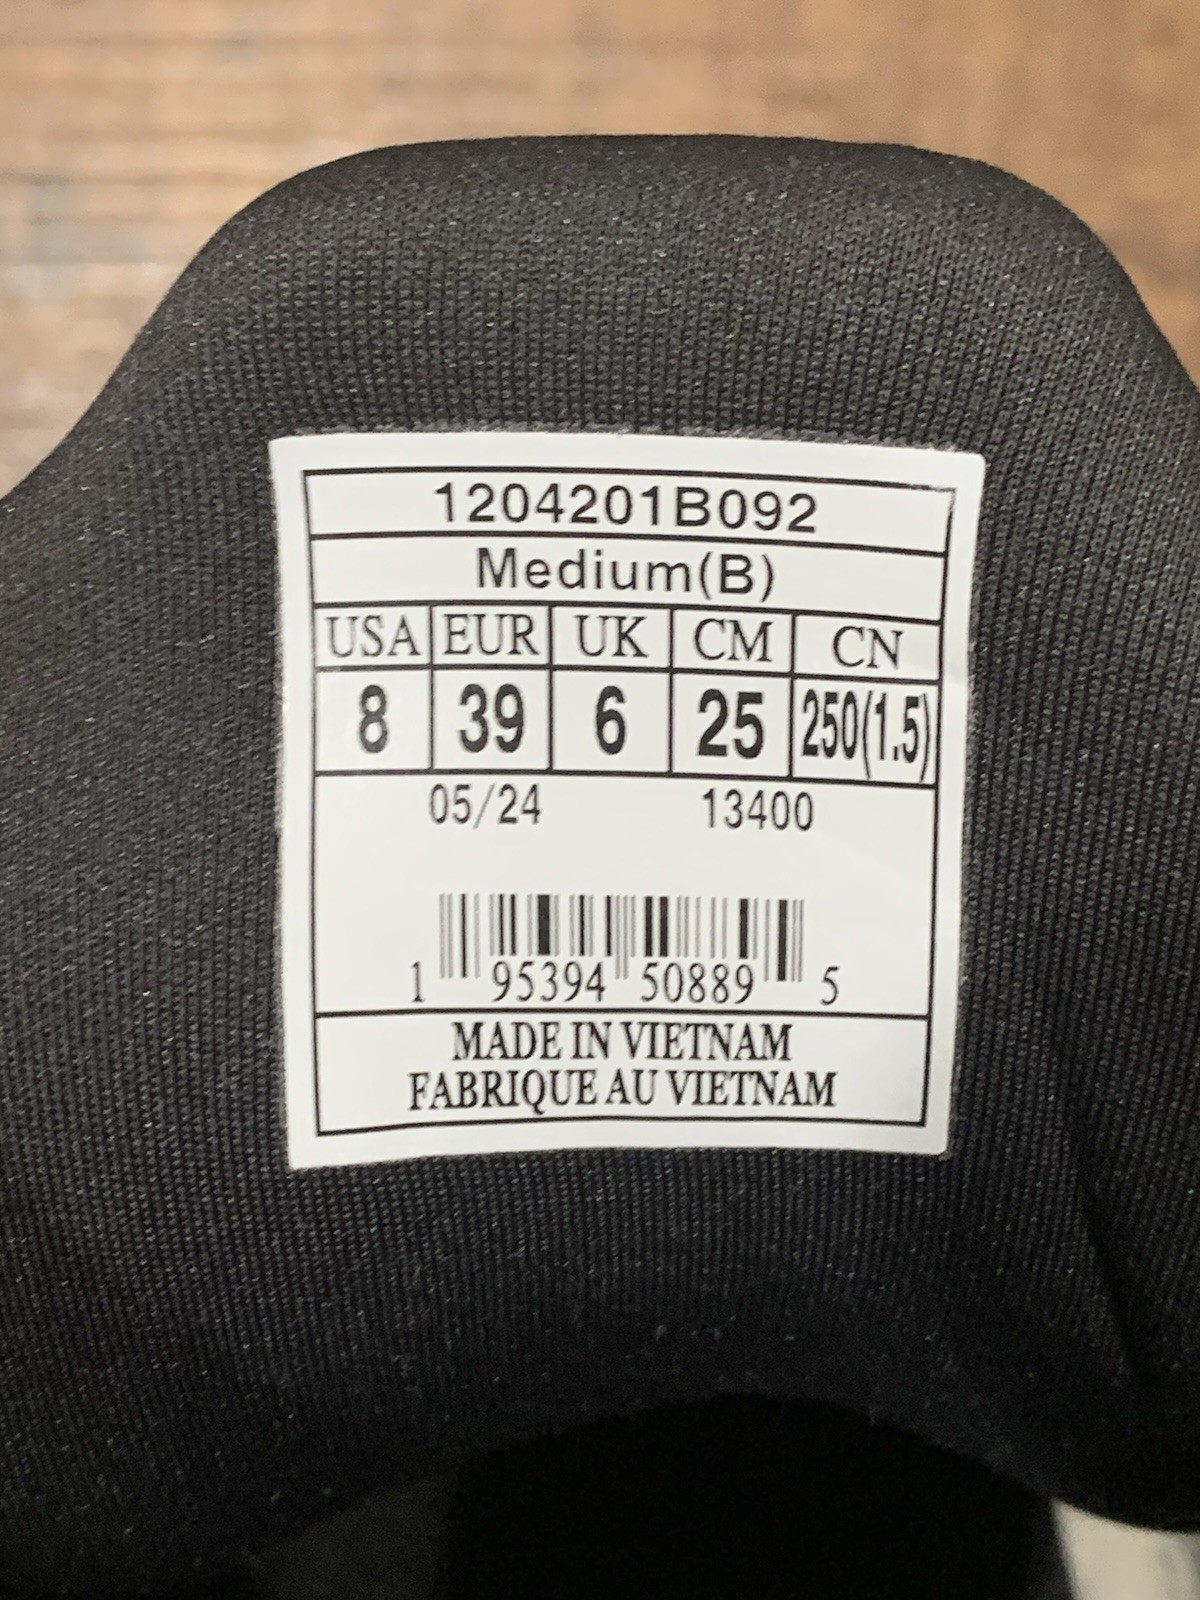 1204201B092
Medium(B)
USA EUR UK CM CN
8 39 6 25 250(1.5)
05/24 13400
1 95394 50889 5
MADE IN VIETNAM
FABRIQUE AU VIETNAM